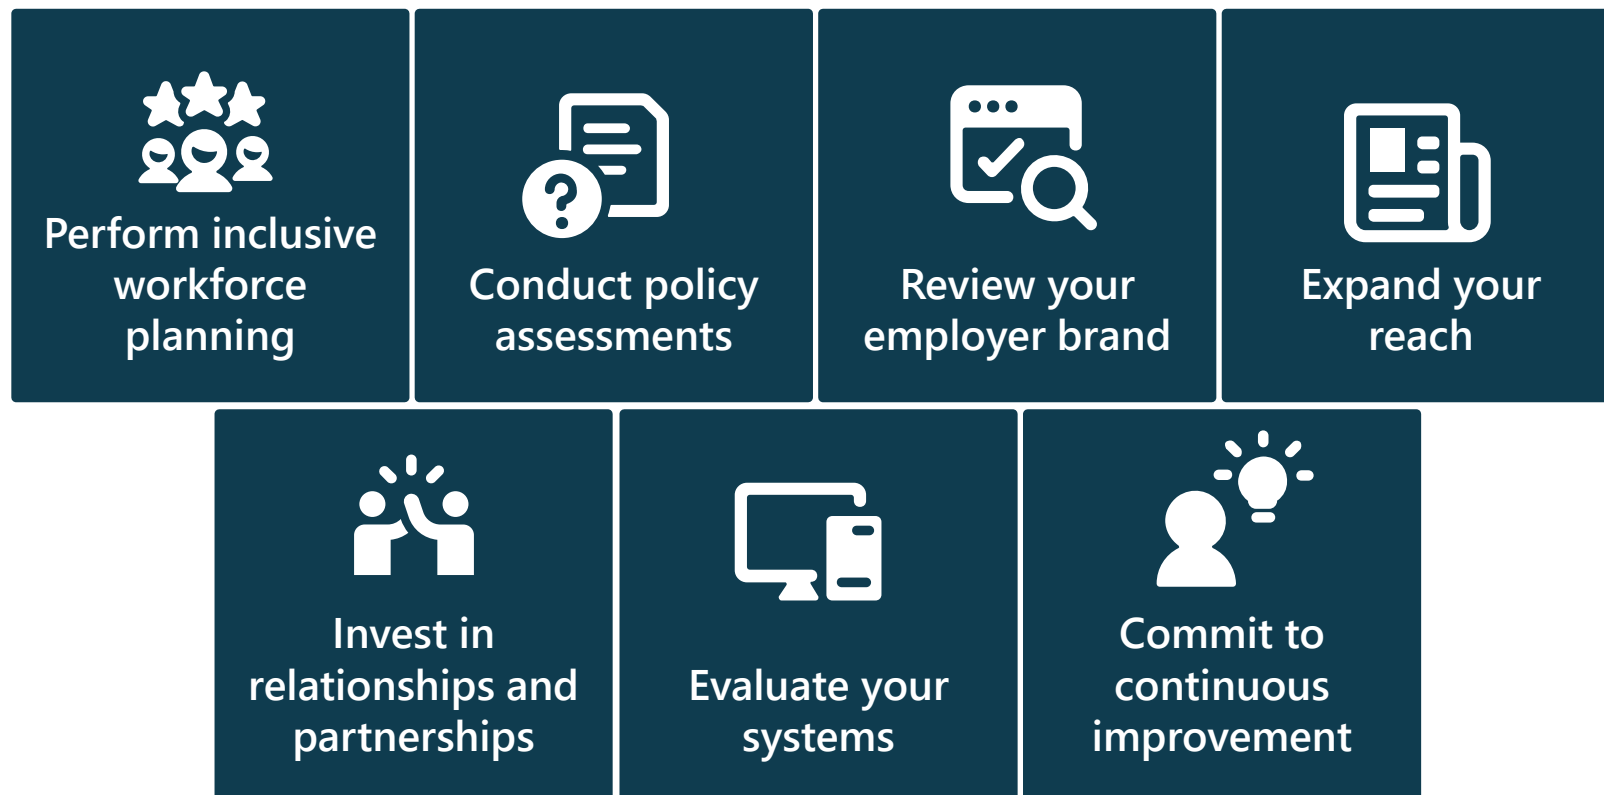 Perform inclusive
workforce
planning
Conduct policy
assessments
Review your
employer brand
Expand your
reach
Invest in
relationships and
partnerships
Evaluate your
systems
Commit to
continuous
improvement